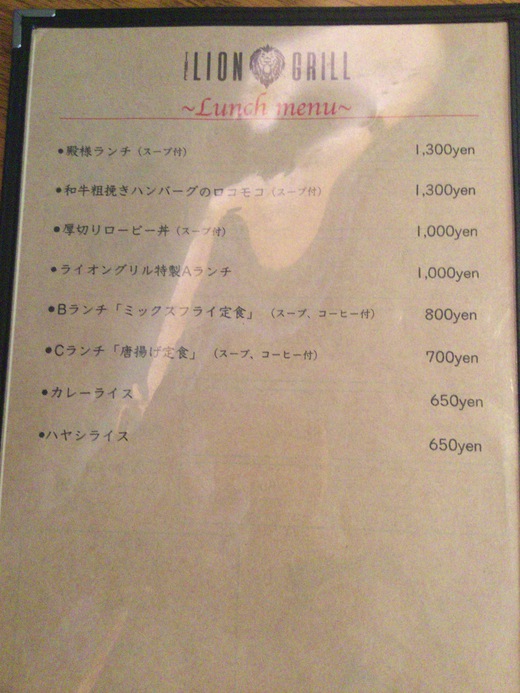 LION GRILL
~Lunch menu~
•殿様ランチ（スープ付） 1,300yen
•和牛粗挽きハンバーグのロコモコ（スープ付） 1,300yen
•厚切りロービー丼（スープ付） 1,000yen
•ライオングリル特製Aランチ 1,000yen
•Bランチ「ミックスフライ定食」 （スープ、コーヒー付） 800yen
•Cランチ「唐揚げ定食」 （スープ、コーヒー付） 700yen
•カレーライス 650yen
•ハヤシライス 650yen